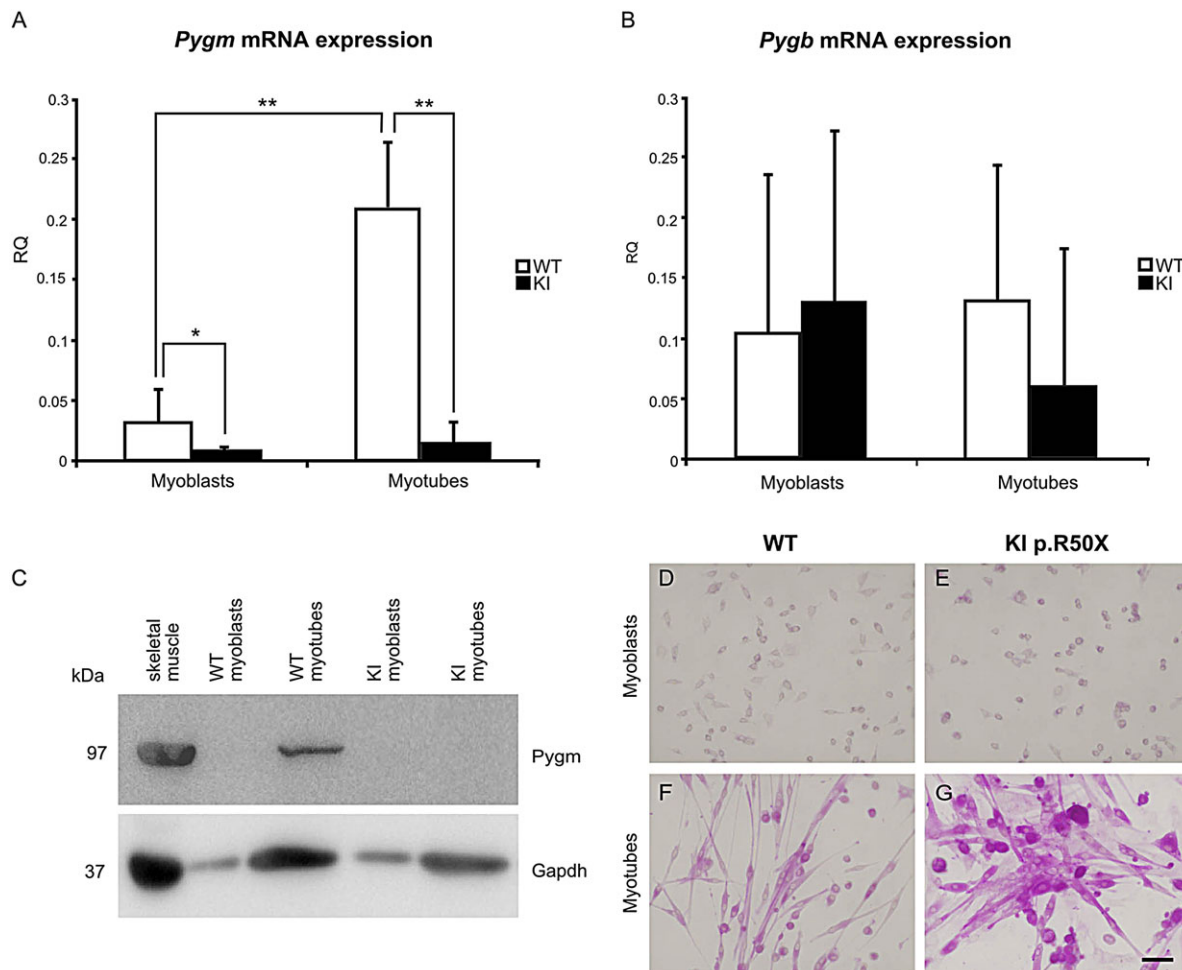 A
Pygm mRNA expression
0.3
0.25
0.2
0.15
0.1
0.05
0
RQ
**
**
*
WT
KI
Myoblasts
Myotubes
B
Pygb mRNA expression
0.3
0.25
0.2
0.15
0.1
0.05
0
RQ
WT
KI
Myoblasts
Myotubes
C
kDa
skeletal
muscle
WT
myoblasts
WT
myotubes
KI
myoblasts
KI
myotubes
97
Pygm
37
Gapdh
WT
KI p.R50X
Myoblasts
D
E
Myotubes
F
G